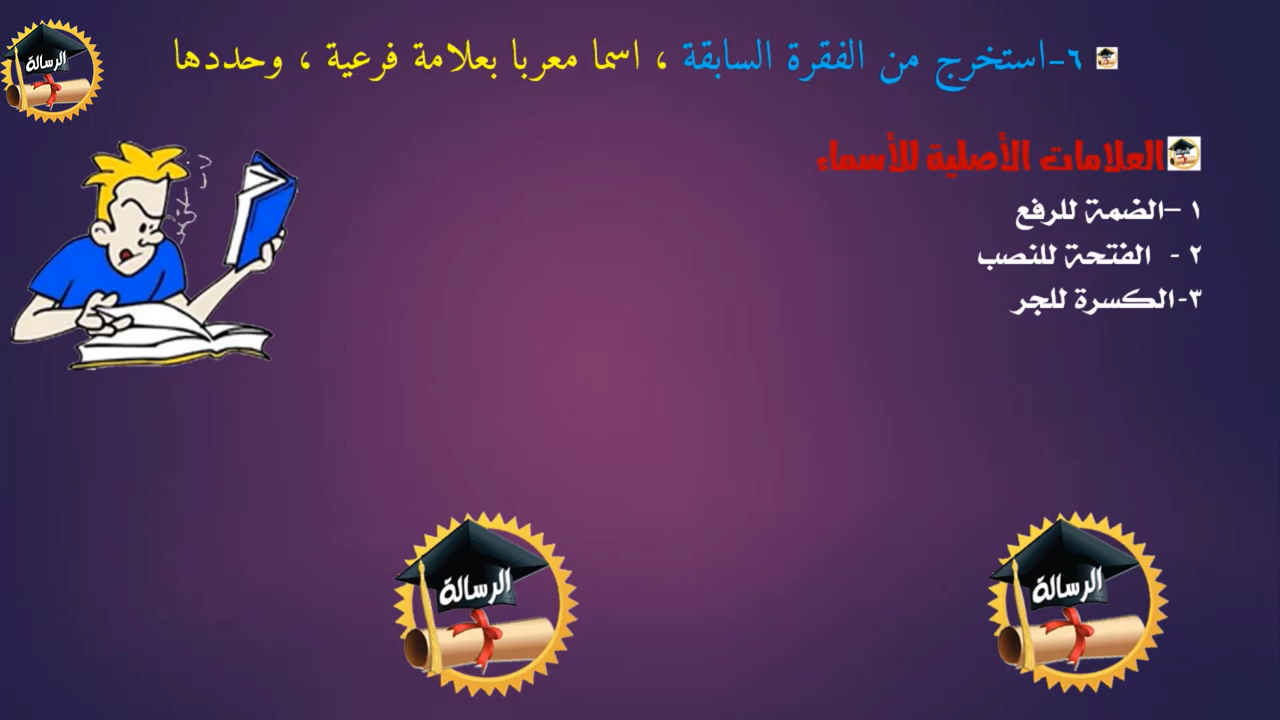 ٦-استخرج من الفقرة السابقة ، اسما معربا بعلامة فرعية ، وحددها
الرسالة
العلامات الأصلية للأسماء
١ –الضمة للرفع
٢ - الفتحة للنصب
٣-الكسرة للجر
الرسالة
الرسالة